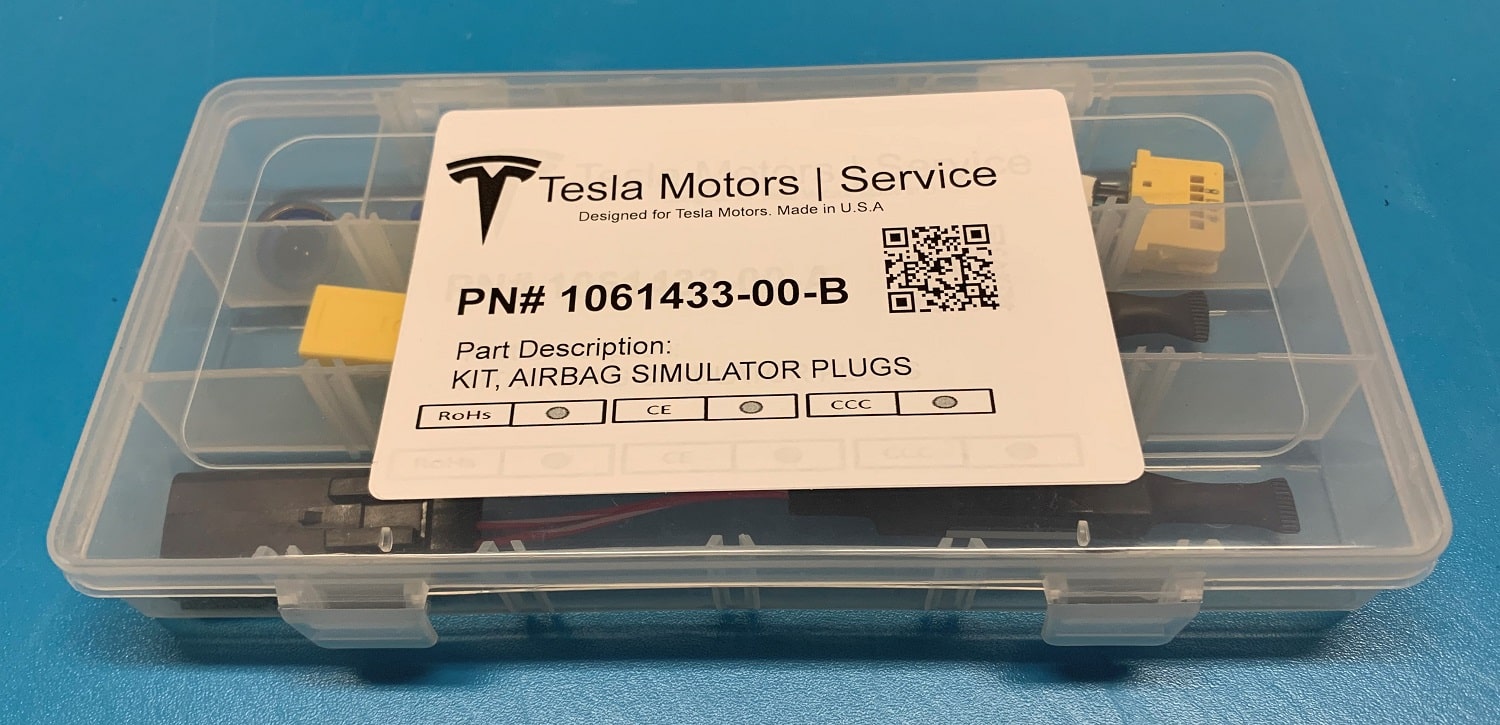 Tesla Motors | Service
Designed for Tesla Motors. Made in U.S.A
PN# 1061433-00-B
Part Description:
KIT, AIRBAG SIMULATOR PLUGS
RoHs
CE
CCC